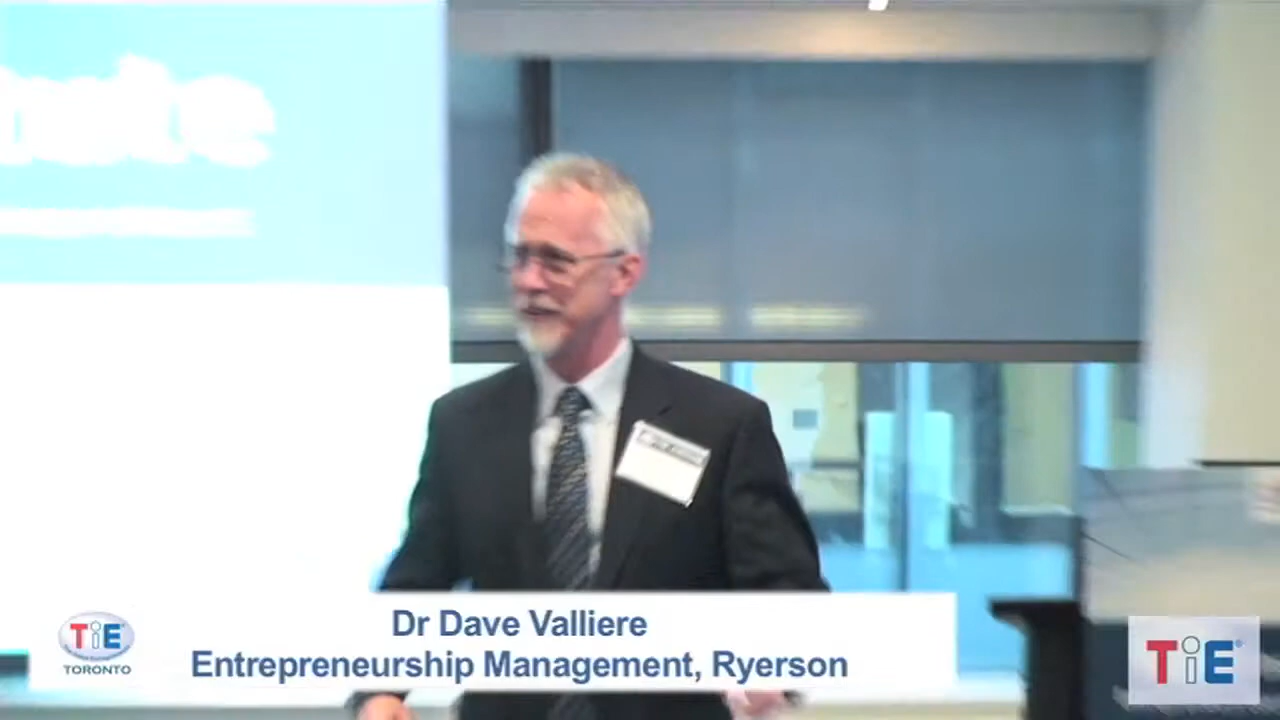 Dr Dave Valliere
Entrepreneurship Management, Ryerson
TiE
TORONTO
TiE